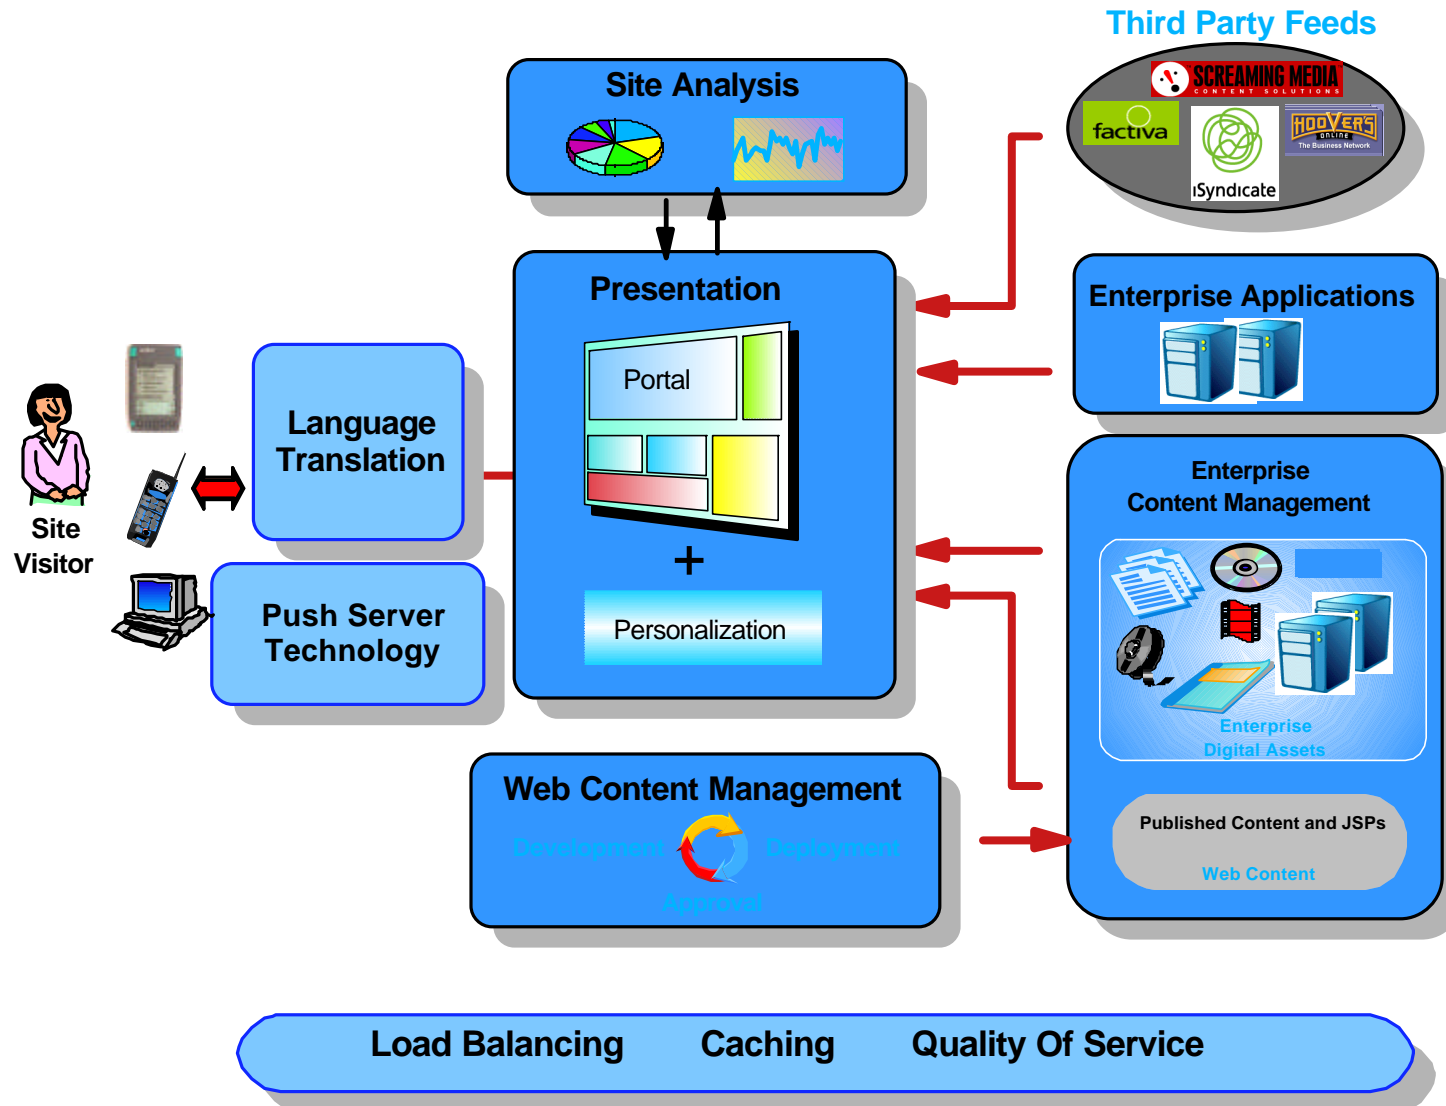 Third Party Feeds
SCREAMING MEDIA
CONTENT SOLUTIONS
factiva
iSyndicate
HOOVER'S
ONLINE
The Business Network
Site Analysis
Presentation
Portal
+
Personalization
Enterprise Applications
Enterprise
Content Management
Enterprise
Digital Assets
Published Content and JSPs
Web Content
Language
Translation
Site
Visitor
Push Server
Technology
Web Content Management
Development
Deployment
Approval
Load Balancing Caching Quality Of Service